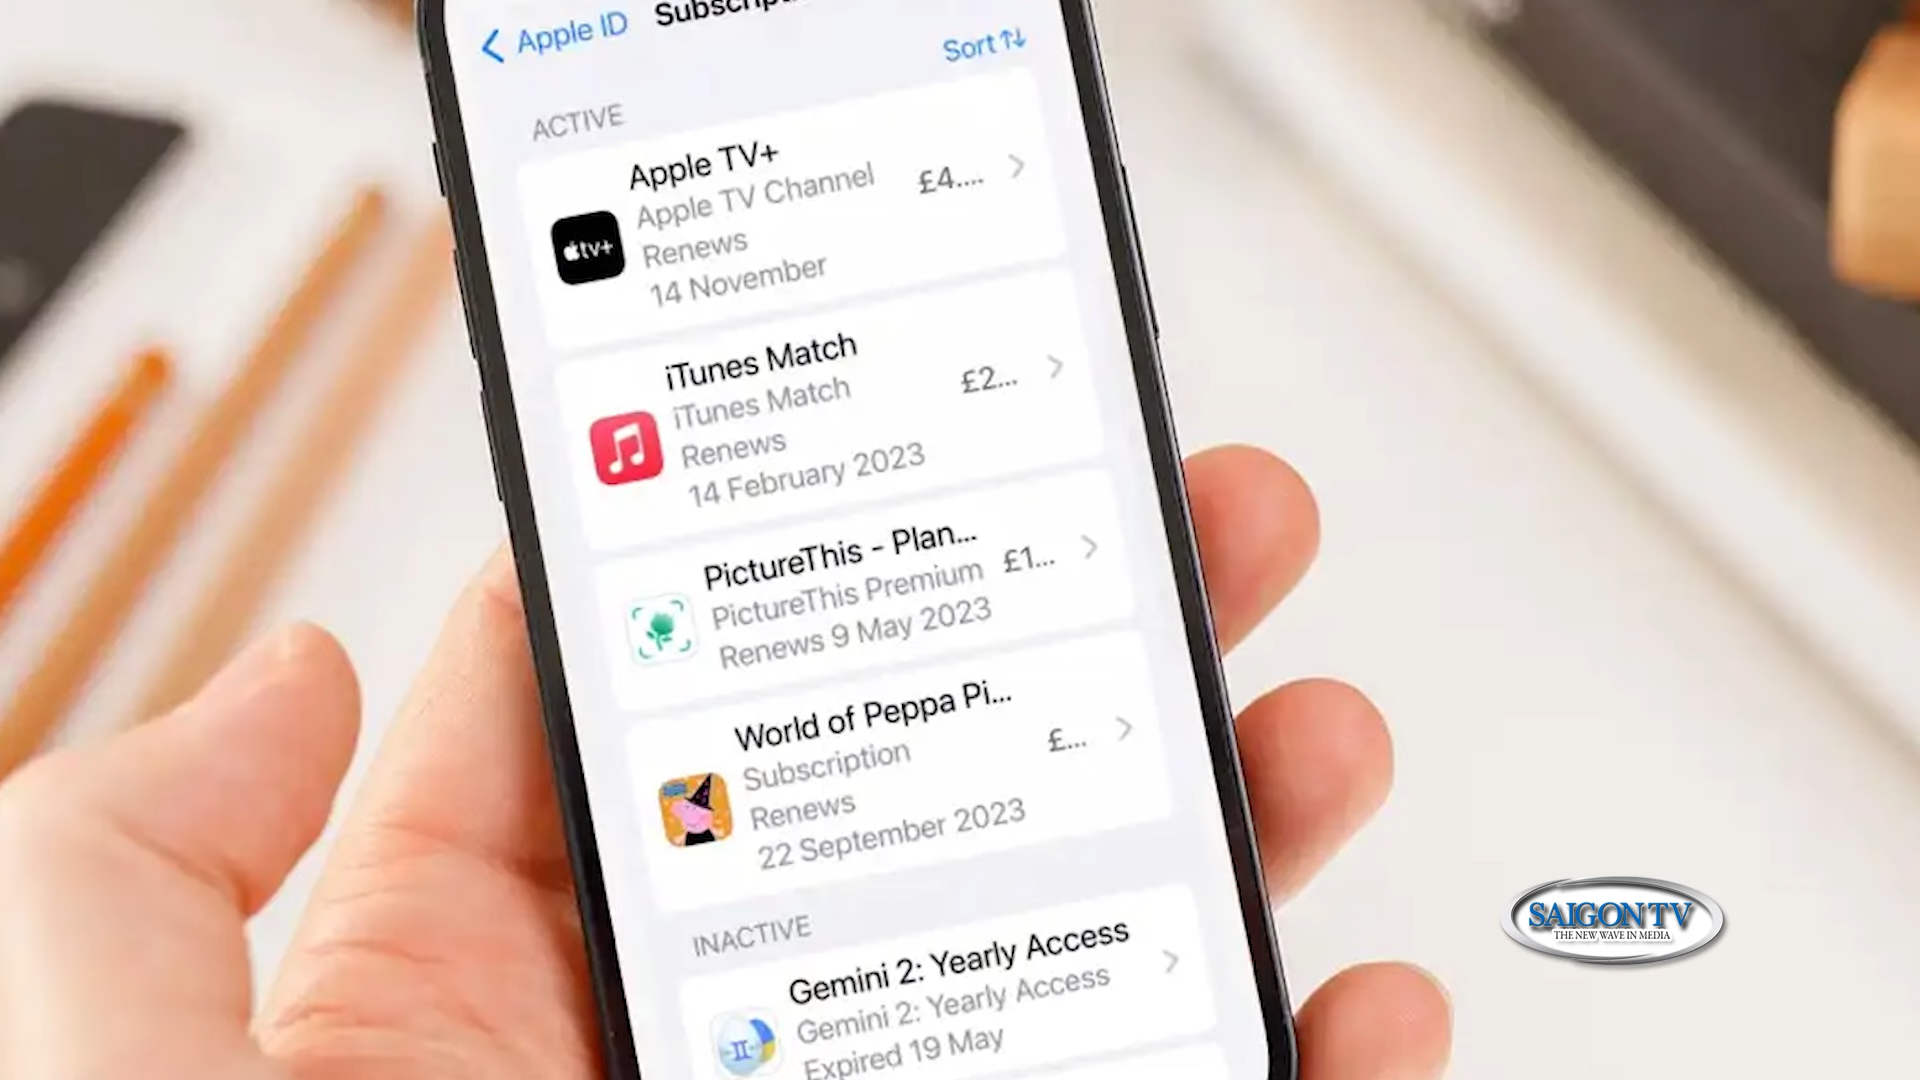 Apple ID
Sort
ACTIVE
Apple TV+
Apple TV Channel
£4....
Renews
14 November
tv+
iTunes Match
iTunes Match
£2...
Renews
14 February 2023
PictureThis - Plan...
PictureThis Premium
£1...
Renews 9 May 2023
World of Peppa Pi...
Subscription
£...
Renews
22 September 2023
INACTIVE
Gemini 2: Yearly Access
Gemini 2: Yearly Access
Expired 19 May
SAIGON TV
THE NEW WAVE IN MEDIA